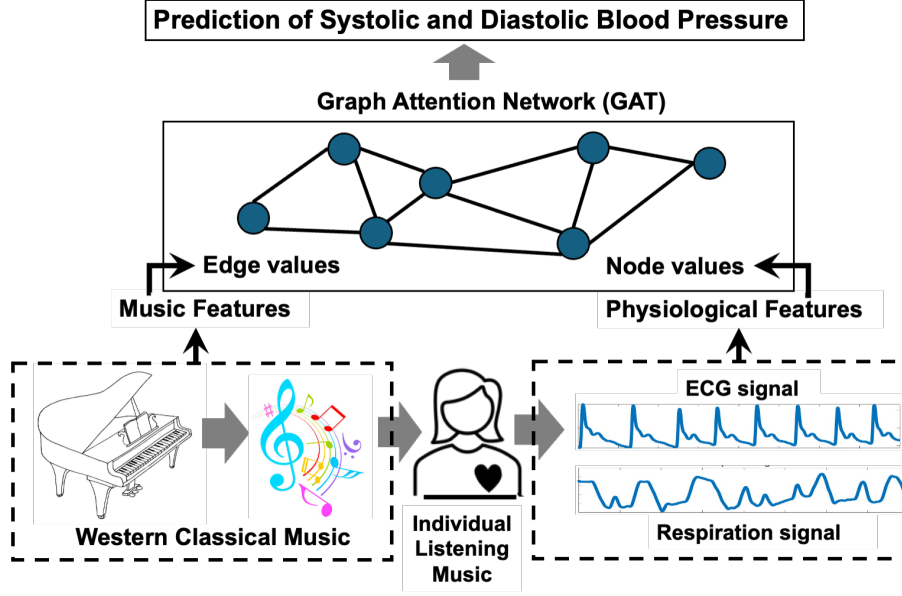 Prediction of Systolic and Diastolic Blood Pressure
Graph Attention Network (GAT)
Edge values
Node values
Music Features
Physiological Features
Western Classical Music
Individual
Listening
Music
ECG signal
Respiration signal